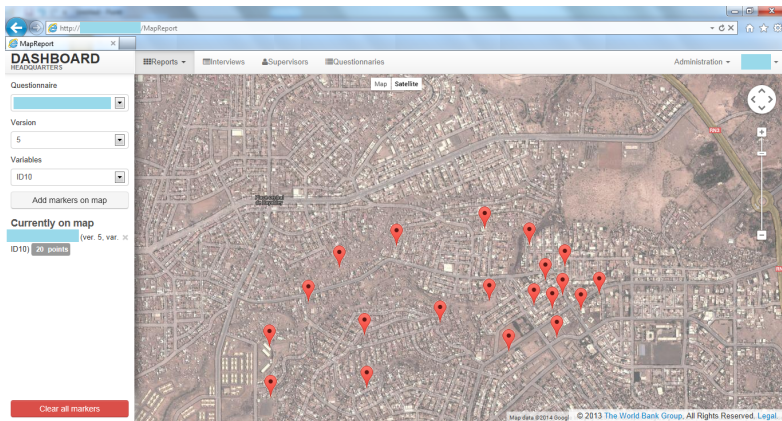 http://
/MapReport
MapReport
DASHBOARD
HEADQUARTERS
Reports
Interviews
Supervisors
Questionnaries
Administration
Questionnaire
Version
5
Variables
ID10
Add markers on map
Currently on map
(ver. 5, var.
ID10) 20 points
Clear all markers
Map
Satellite
Map data ©2014 Googl
© 2013 The World Bank Group, All Rights Reserved. Legal.